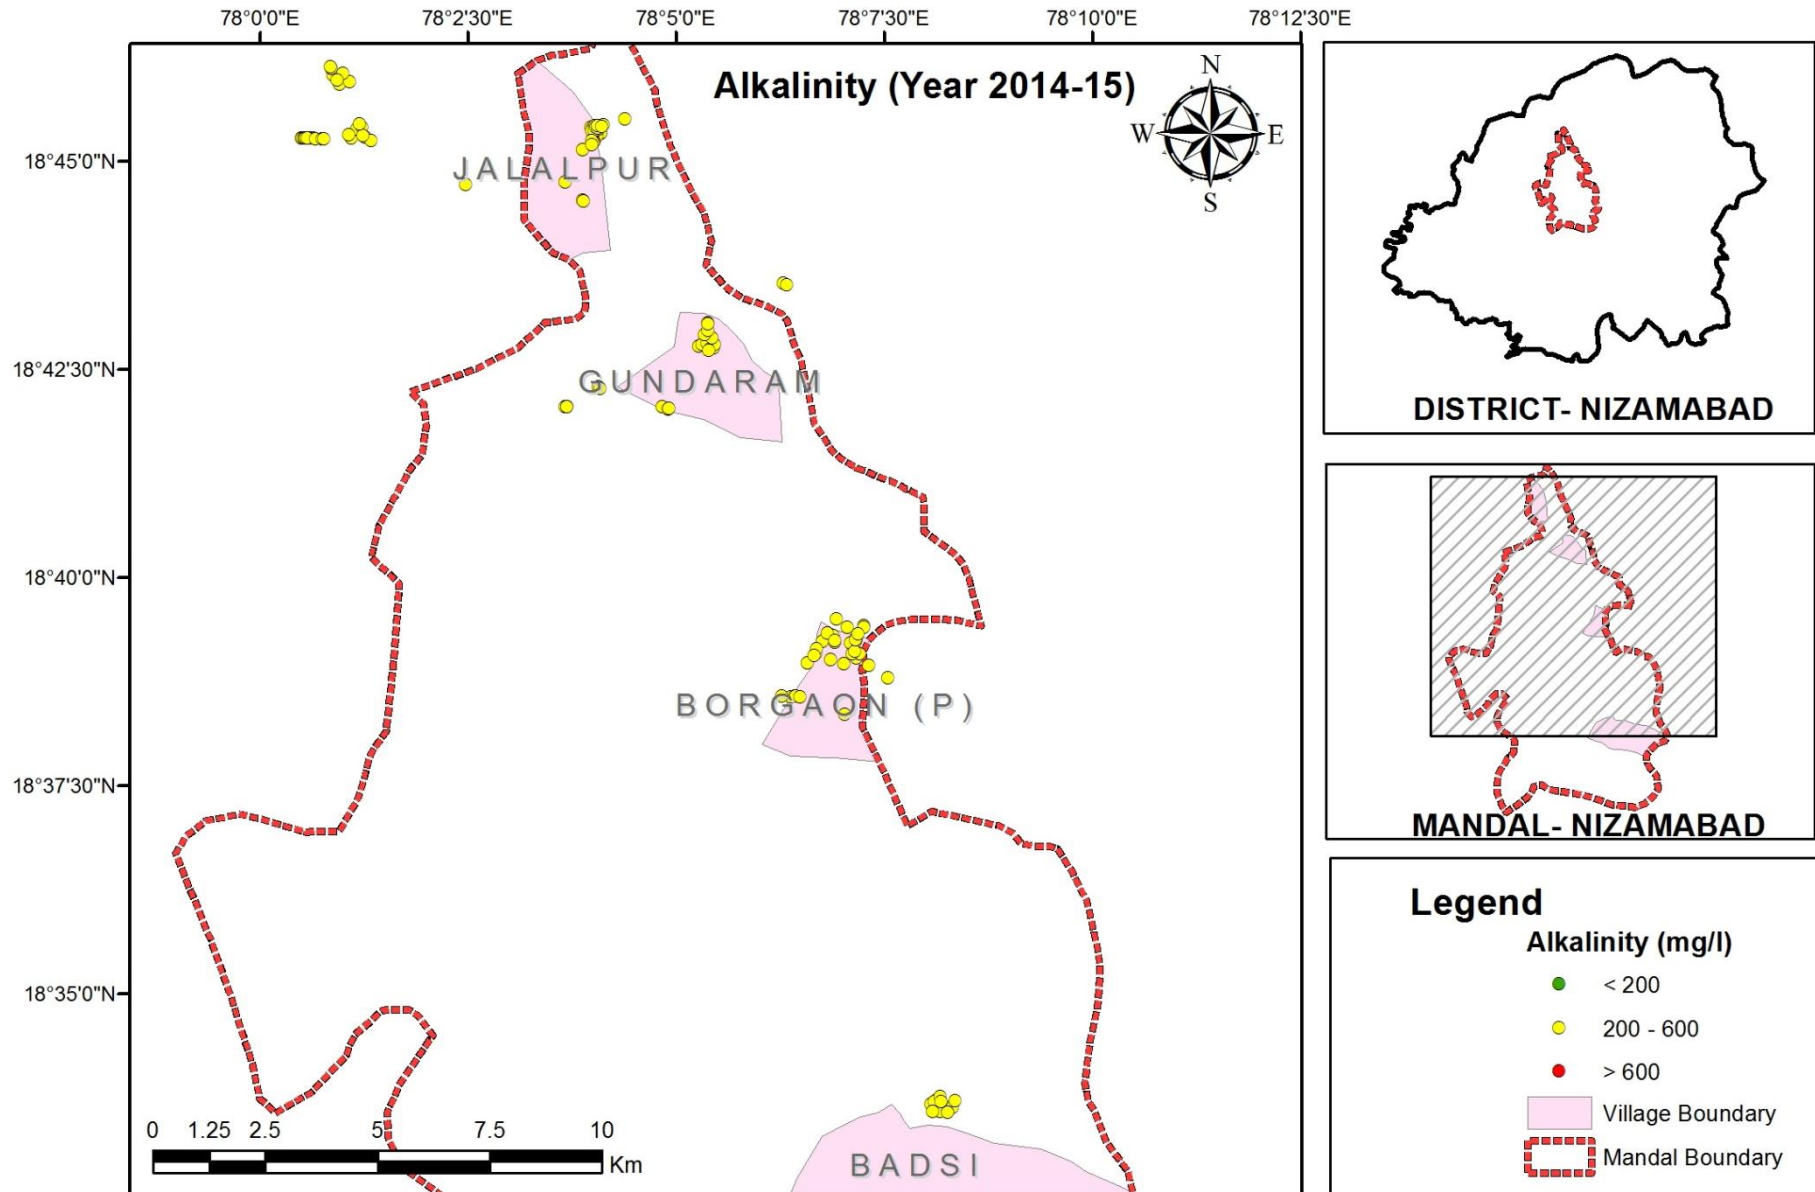 78°0'0"E 78°2'30"E 78°5'0"E 78°7'30"E 78°10'0"E 78°12'30"E
Alkalinity (Year 2014-15)
N
W E
S
18°45'0"N
18°42'30"N
18°40'0"N
18°37'30"N
18°35'0"N
JALALPUR
GUNDARAM
BORGAON (P)
BADSI
0 1.25 2.5 5 7.5 10
Km
DISTRICT- NIZAMABAD
MANDAL- NIZAMABAD
Legend
Alkalinity (mg/l)
< 200
200 - 600
> 600
Village Boundary
Mandal Boundary